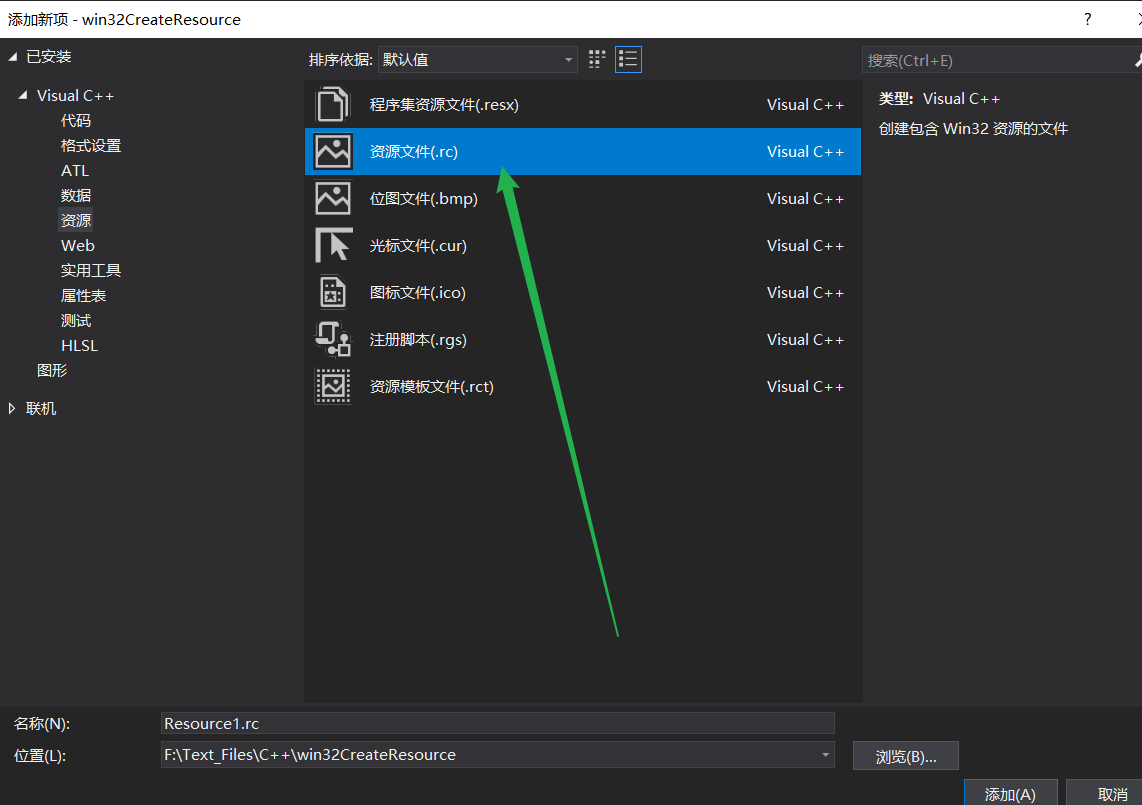 添加新项 - win32CreateResource
?
已安装
排序依据: 默认值
搜索(Ctrl+E)
Visual C++
代码
格式设置
ATL
数据
资源
Web
实用工具
属性表
测试
HLSL
图形
联机
程序集资源文件(.resx) Visual C++
资源文件(.rc) Visual C++
位图文件(.bmp) Visual C++
光标文件(.cur) Visual C++
图标文件(.ico) Visual C++
注册脚本(.rgs) Visual C++
资源模板文件(.rct) Visual C++
类型: Visual C++
创建包含 Win32 资源的文件
名称(N): Resource1.rc
位置(L): F:\Text_Files\C++\win32CreateResource
浏览(B)...
添加(A)
取消